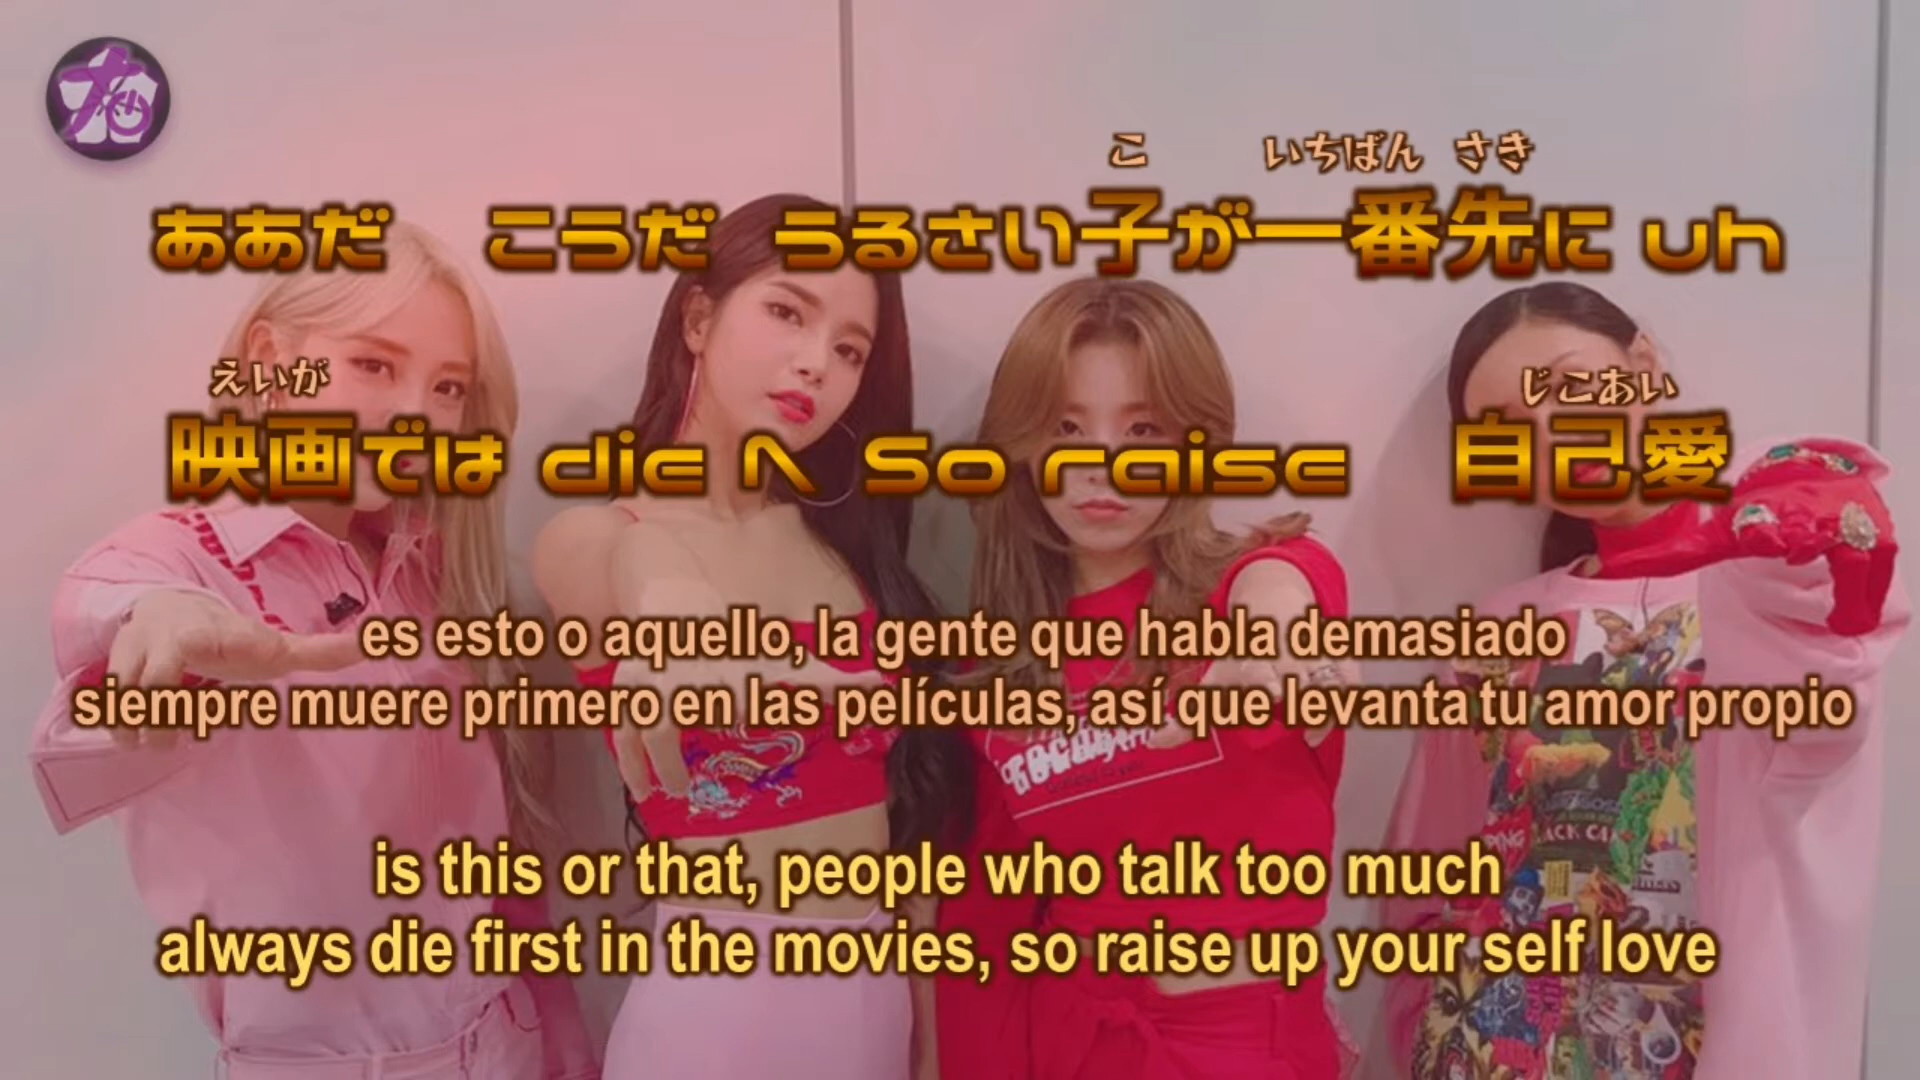 こ いちばん さき
ああだ こうだ うるさい子が一番先に uh
えいが じこあい
映画では die へ So raise 自己愛
es esto o aquello, la gente que habla demasiado
siempre muere primero en las películas, así que levanta tu amor propio
is this or that, people who talk too much
always die first in the movies, so raise up your self love